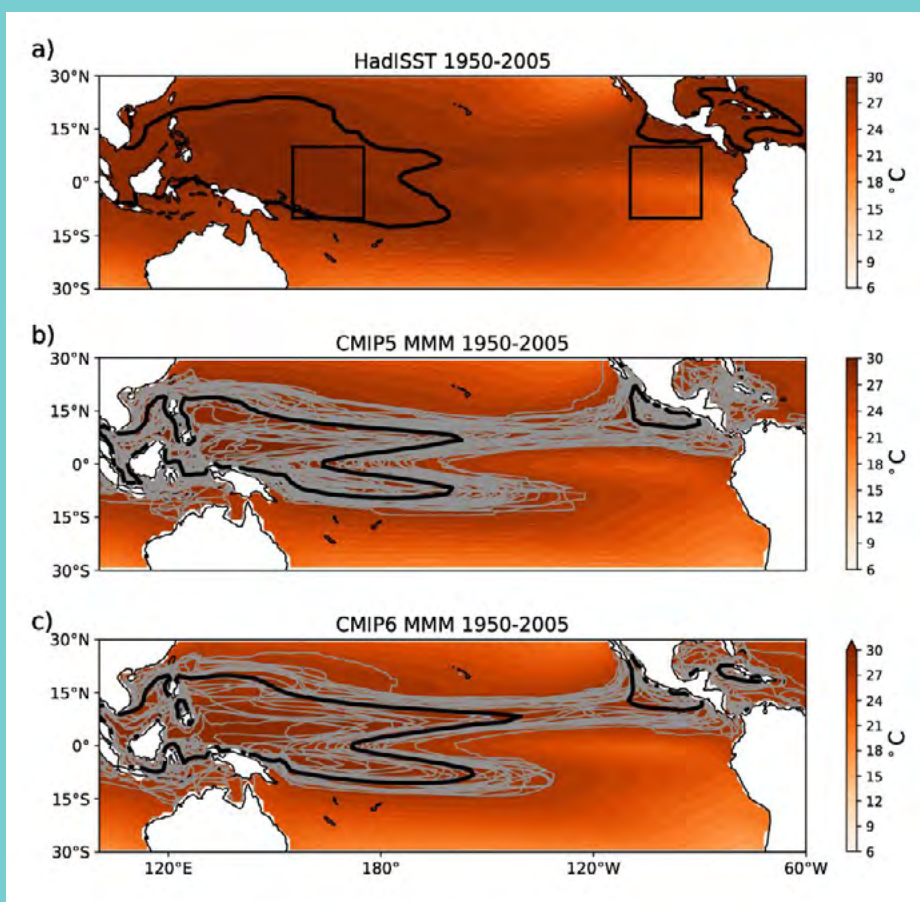 a)
HadISST 1950-2005
30°N
15°N
0°
15°S
30°S
30
27
24
21
18
15
12
9
6
°C
b)
CMIP5 MMM 1950-2005
30°N
15°N
0°
15°S
30°S
30
27
24
21
18
15
12
9
6
°C
c)
CMIP6 MMM 1950-2005
30°N
15°N
0°
15°S
30°S
120°E
180°
120°W
60°W
30
27
24
21
18
15
12
9
6
°C